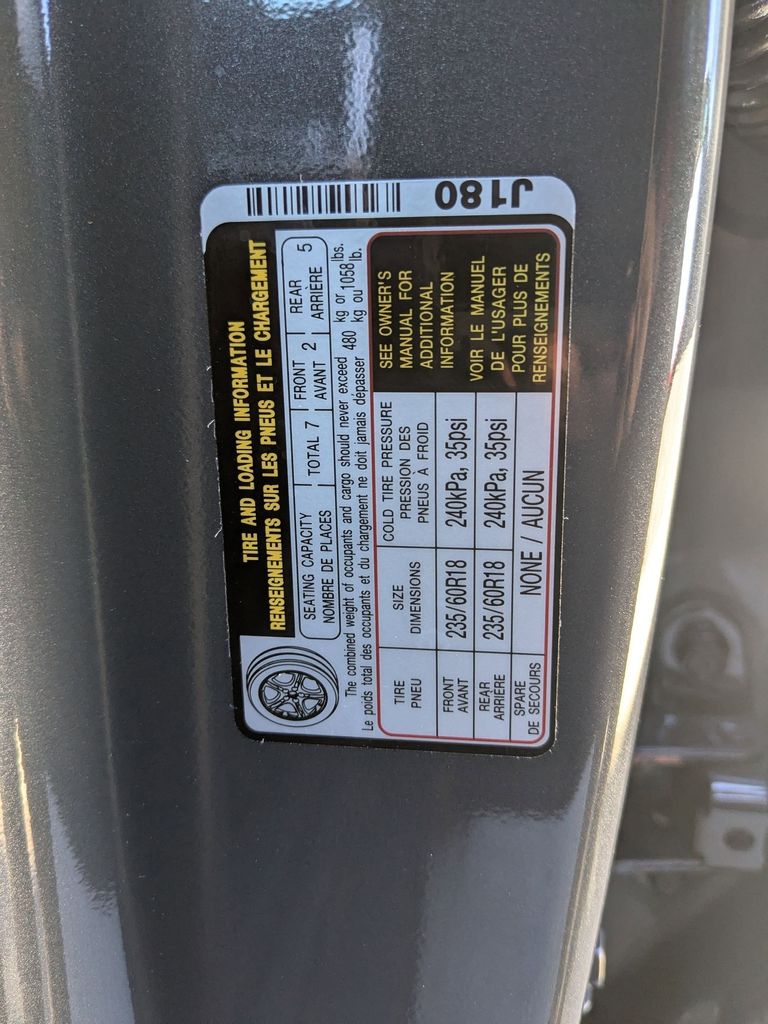 TIRE AND LOADING INFORMATION
RENSEIGNEMENTS SUR LES PNEUS ET LE CHARGEMENT
SEATING CAPACITY TOTAL 7 FRONT 2 REAR 5
NOMBRE DE PLACES AVANT ARRIÈRE
The combined weight of occupants and cargo should never exceed 480 kg or 1058 lbs.
Le poids total des occupants et du chargement ne doit jamais dépasser kg ou lb.
TIRE SIZE COLD TIRE PRESSURE
PNEU DIMENSIONS PRESSION DES
PNEUS À FROID
FRONT 235/60R18 240kPa, 35psi
AVANT
REAR 235/60R18 240kPa, 35psi
ARRIÈRE
SPARE NONE / AUCUN
DE SECOURS
SEE OWNER'S
MANUAL FOR
ADDITIONAL
INFORMATION
VOIR LE MANUEL
DE L'USAGER
POUR PLUS DE
RENSEIGNEMENTS
J180